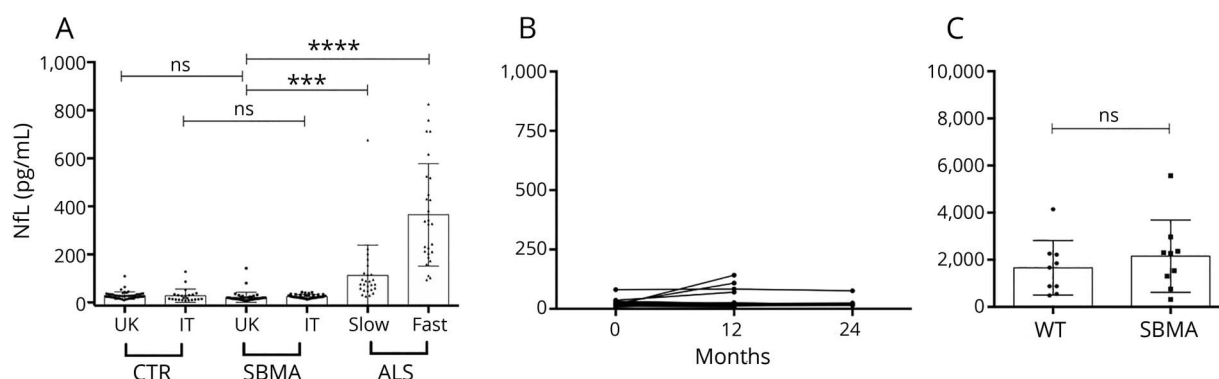 A
NfL (pg/mL)
1,000
800
600
400
200
0
ns
****
***
ns
UK IT UK IT Slow Fast
CTR SBMA ALS
B
1,000
750
500
250
0
0 12 24
Months
C
10,000
8,000
6,000
4,000
2,000
0
ns
WT SBMA